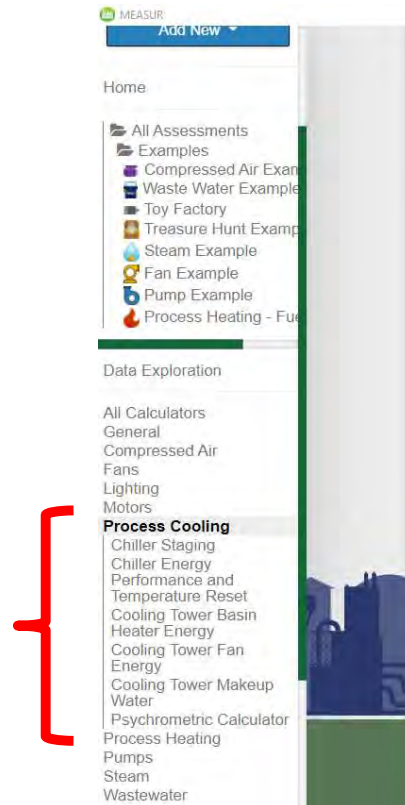 MEASUR
Add New
Home
All Assessments
Examples
Compressed Air Exam
Waste Water Example
Toy Factory
Treasure Hunt Examp
Steam Example
Fan Example
Pump Example
Process Heating - Fue
Data Exploration
All Calculators
General
Compressed Air
Fans
Lighting
Motors
Process Cooling
Chiller Staging
Chiller Energy
Performance and
Temperature Reset
Cooling Tower Basin
Heater Energy
Cooling Tower Fan
Energy
Cooling Tower Makeup
Water
Psychrometric Calculator
Process Heating
Pumps
Steam
Wastewater